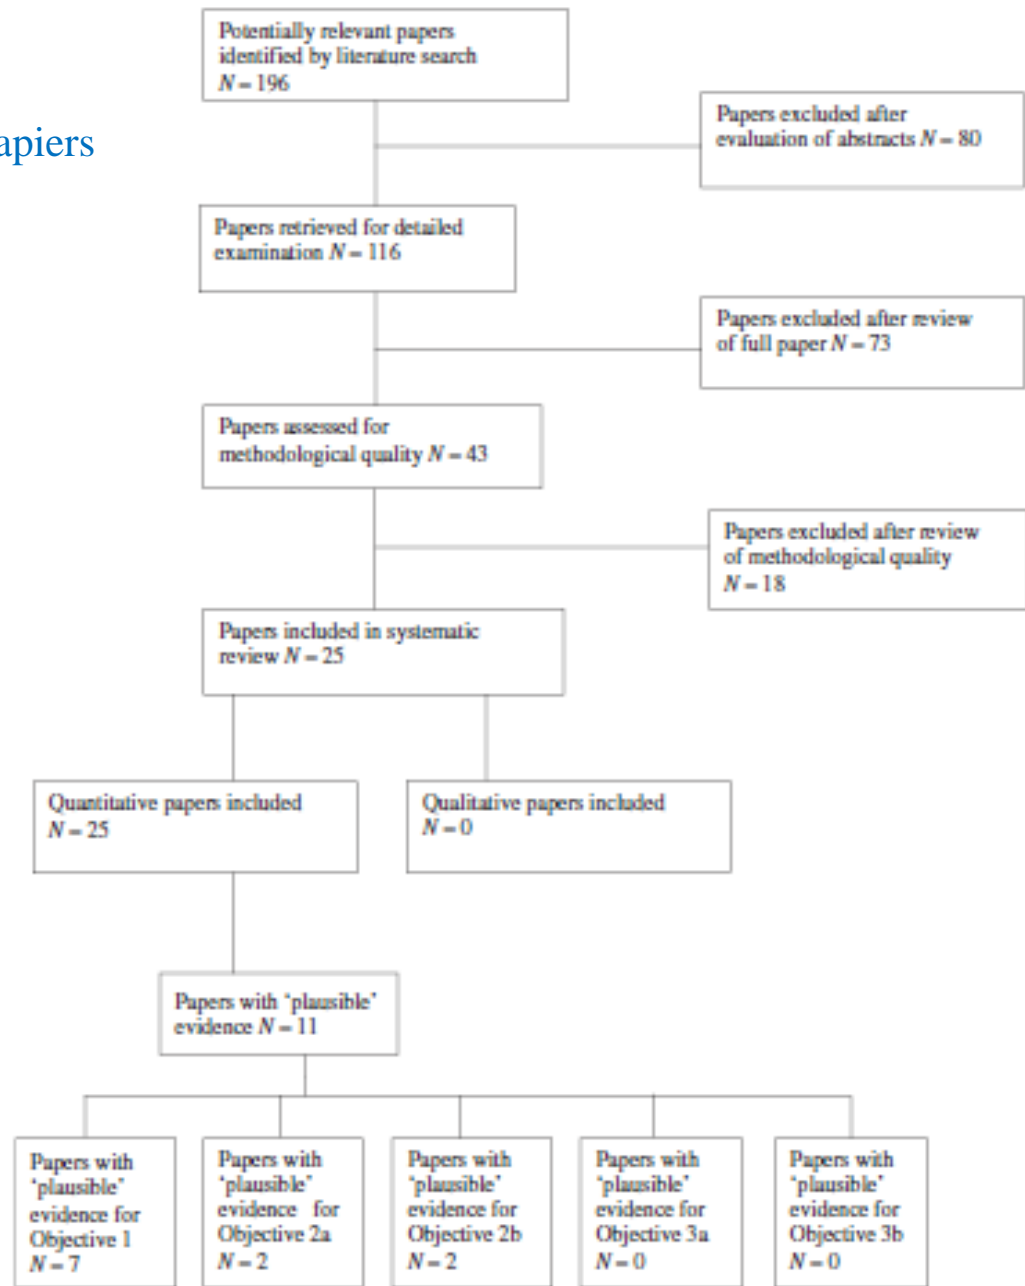 Potentially relevant papers
identified by literature search
N = 196
apiers
Papers excluded after
evaluation of abstracts N = 80
Papers retrieved for detailed
examination N = 116
Papers excluded after review
of full paper N = 73
Papers assessed for
methodological quality N = 43
Papers excluded after review
of methodological quality
N = 18
Papers included in systematic
review N = 25
Quantitative papers included
N = 25
Qualitative papers included
N = 0
Papers with ‘plausible’
evidence N = 11
Papers with
‘plausible’
evidence for
Objective 1
N = 7
Papers with
‘plausible’
evidence for
Objective 2a
N = 2
Papers with
‘plausible’
evidence for
Objective 2b
N = 2
Papers with
‘plausible’
evidence for
Objective 3a
N = 0
Papers with
‘plausible’
evidence for
Objective 3b
N = 0